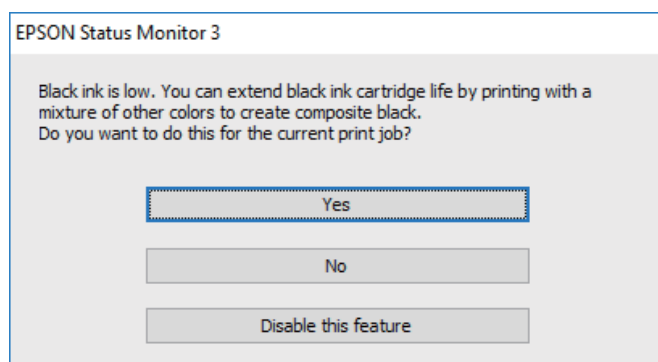 EPSON Status Monitor 3
Black ink is low. You can extend black ink cartridge life by printing with a
mixture of other colors to create composite black.
Do you want to do this for the current print job?
Yes
No
Disable this feature